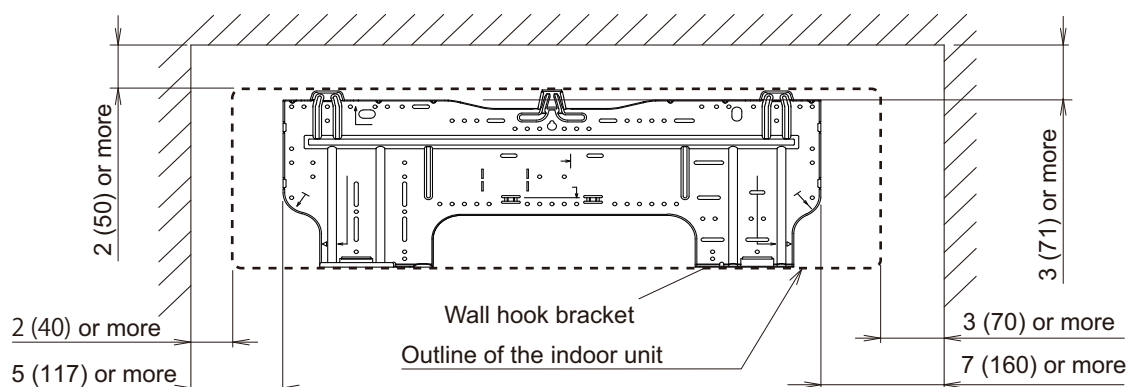 2 (50) or more
3 (71) or more
Wall hook bracket
2 (40) or more
3 (70) or more
Outline of the indoor unit
5 (117) or more
7 (160) or more